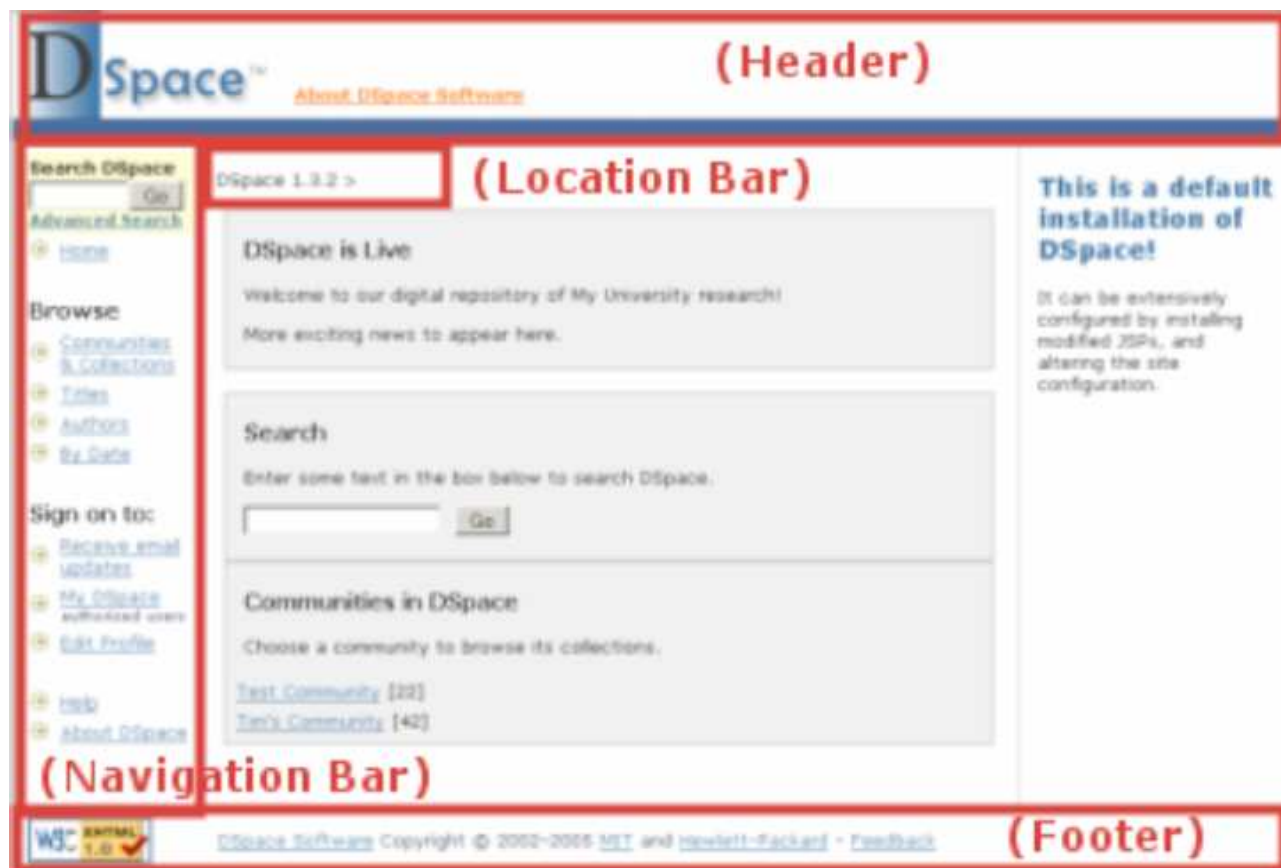 DSpace™
About DSpace Software
(Header)
Search DSpace
Go
Advanced Search
Home
Browse
Communities
& Collections
Titles
Authors
By Date
Sign on to:
Receive email
updates
My DSpace
authorized users
Edit Profile
Help
About DSpace
(Navigation Bar)
DSpace 1.3.2 >
(Location Bar)
DSpace is Live
Welcome to our digital repository of My University research!
More exciting news to appear here.
Search
Enter some text in the box below to search DSpace.
Go
Communities in DSpace
Choose a community to browse its collections.
Test Community [22]
Tim's Community [42]
This is a default
installation of
DSpace!
It can be extensively
configured by installing
modified JSPs, and
altering the site
configuration.
W3C XHTML 1.0
DSpace Software Copyright © 2002-2005 MIT and Hewlett-Packard - Feedback
(Footer)